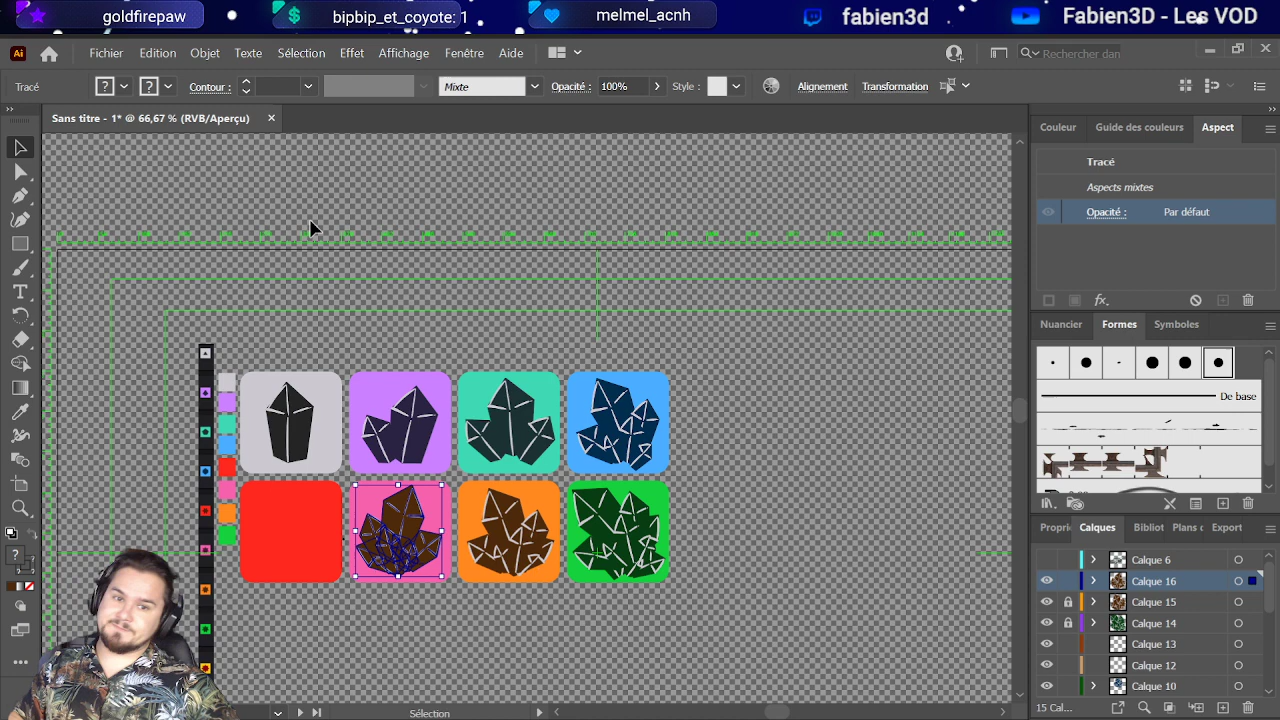 goldfirepaw
bipbip_et_coyote: 1
melmel_acnh
fabien3d
Fabien3D - Les VOD
Ai
Fichier
Edition
Objet
Texte
Sélection
Effet
Affichage
Fenêtre
Aide
Rechercher dan
Tracé
Contour :
Mixte
Opacité :
100%
Style :
Alignement
Transformation
Sans titre - 1* @ 66,67 % (RVB/Aperçu)
Couleur
Guide des couleurs
Aspect
Tracé
Aspects mixtes
Opacité :
Par défaut
fx.
Nuancier
Formes
Symboles
De base
Proprié
Calques
Bibliot
Plans d
Export
Calque 6
Calque 16
Calque 15
Calque 14
Calque 13
Calque 12
Calque 10
15 Cal...
Sélection